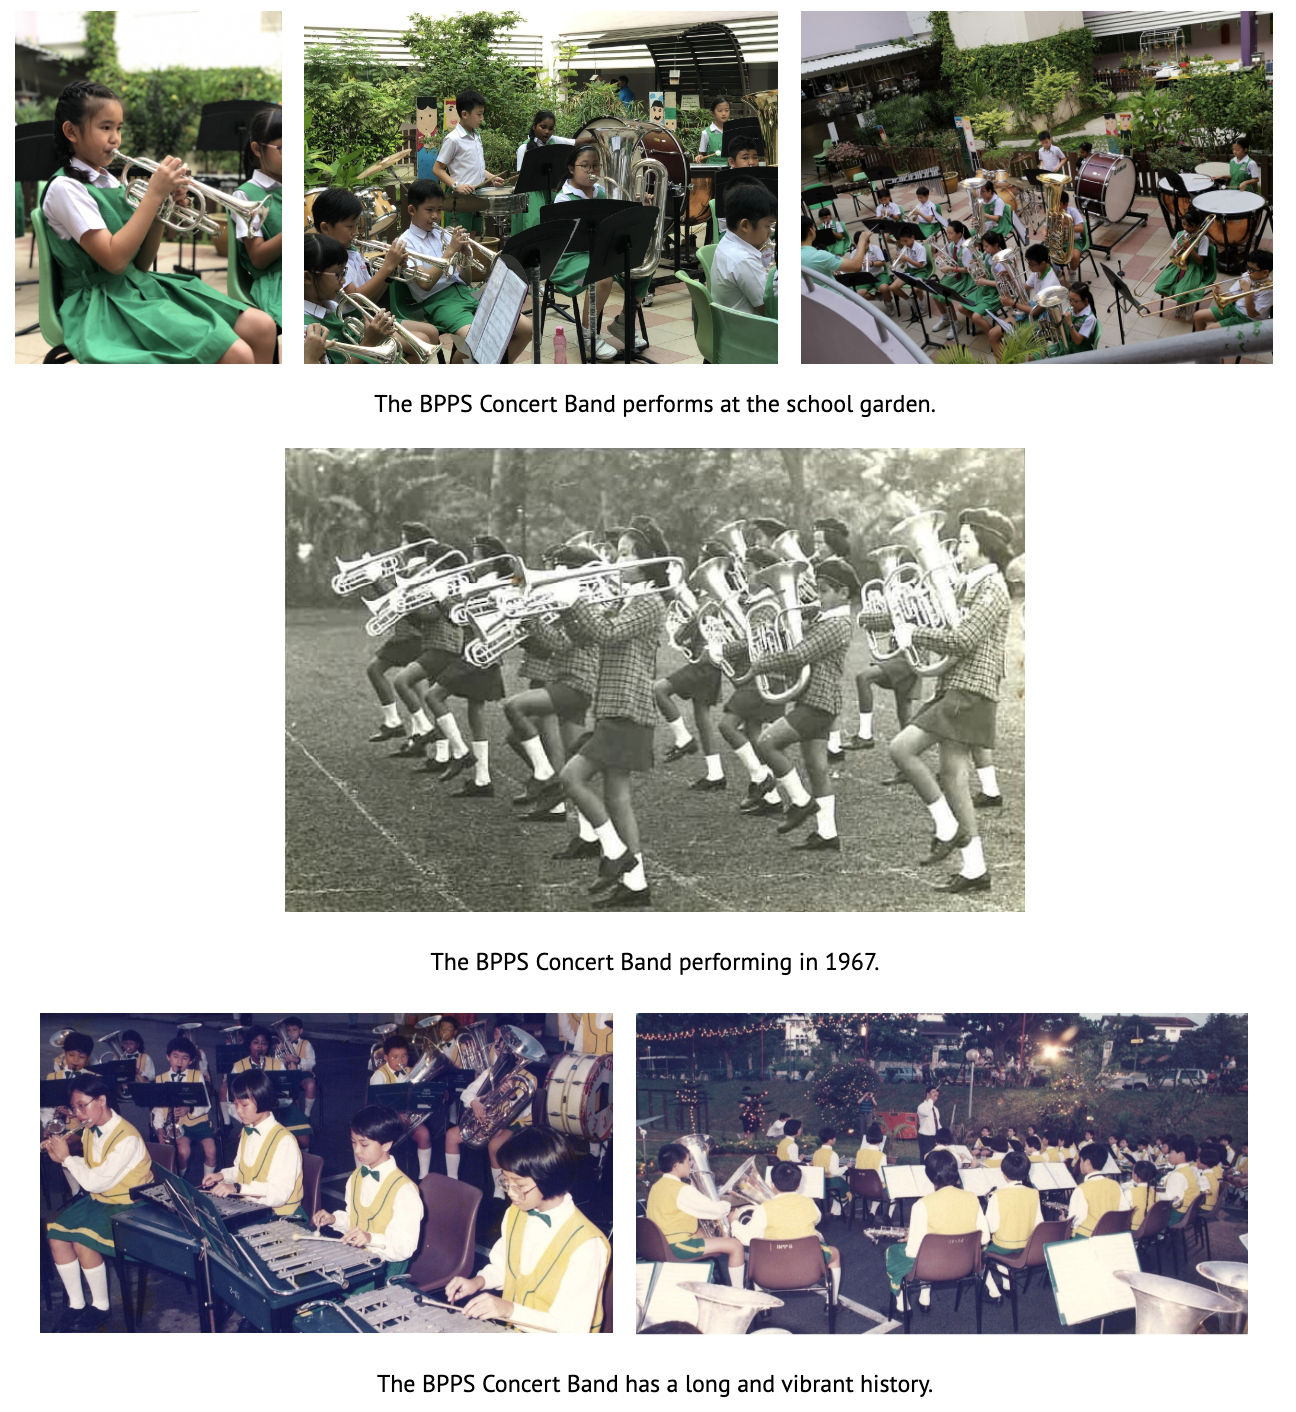 The BPPS Concert Band performs at the school garden.
The BPPS Concert Band performing in 1967.
BPPS
The BPPS Concert Band has a long and vibrant history.